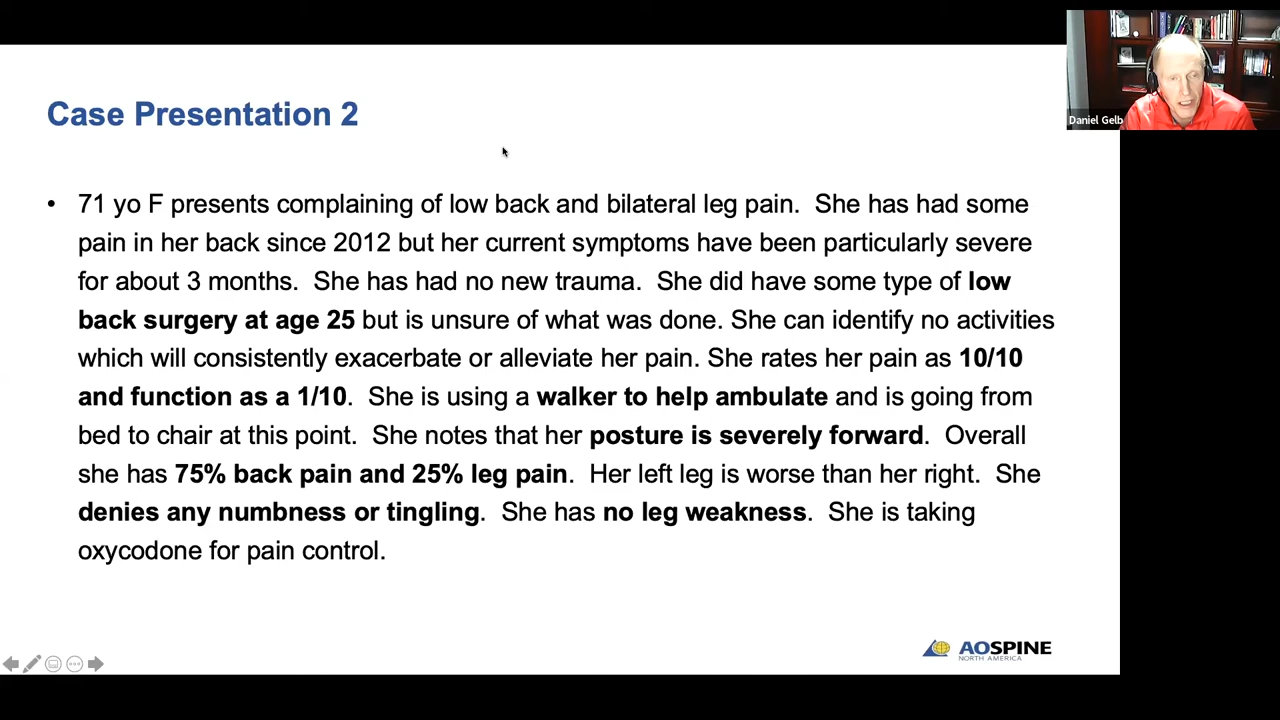 Daniel Gelb
Case Presentation 2
• 71 yo F presents complaining of low back and bilateral leg pain.  She has had some
pain in her back since 2012 but her current symptoms have been particularly severe
for about 3 months.  She has had no new trauma.  She did have some type of low
back surgery at age 25 but is unsure of what was done. She can identify no activities
which will consistently exacerbate or alleviate her pain. She rates her pain as 10/10
and function as a 1/10.  She is using a walker to help ambulate and is going from
bed to chair at this point.  She notes that her posture is severely forward.  Overall
she has 75% back pain and 25% leg pain.  Her left leg is worse than her right.  She
denies any numbness or tingling.  She has no leg weakness.  She is taking
oxycodone for pain control.
AOSPINE
NORTH AMERICA